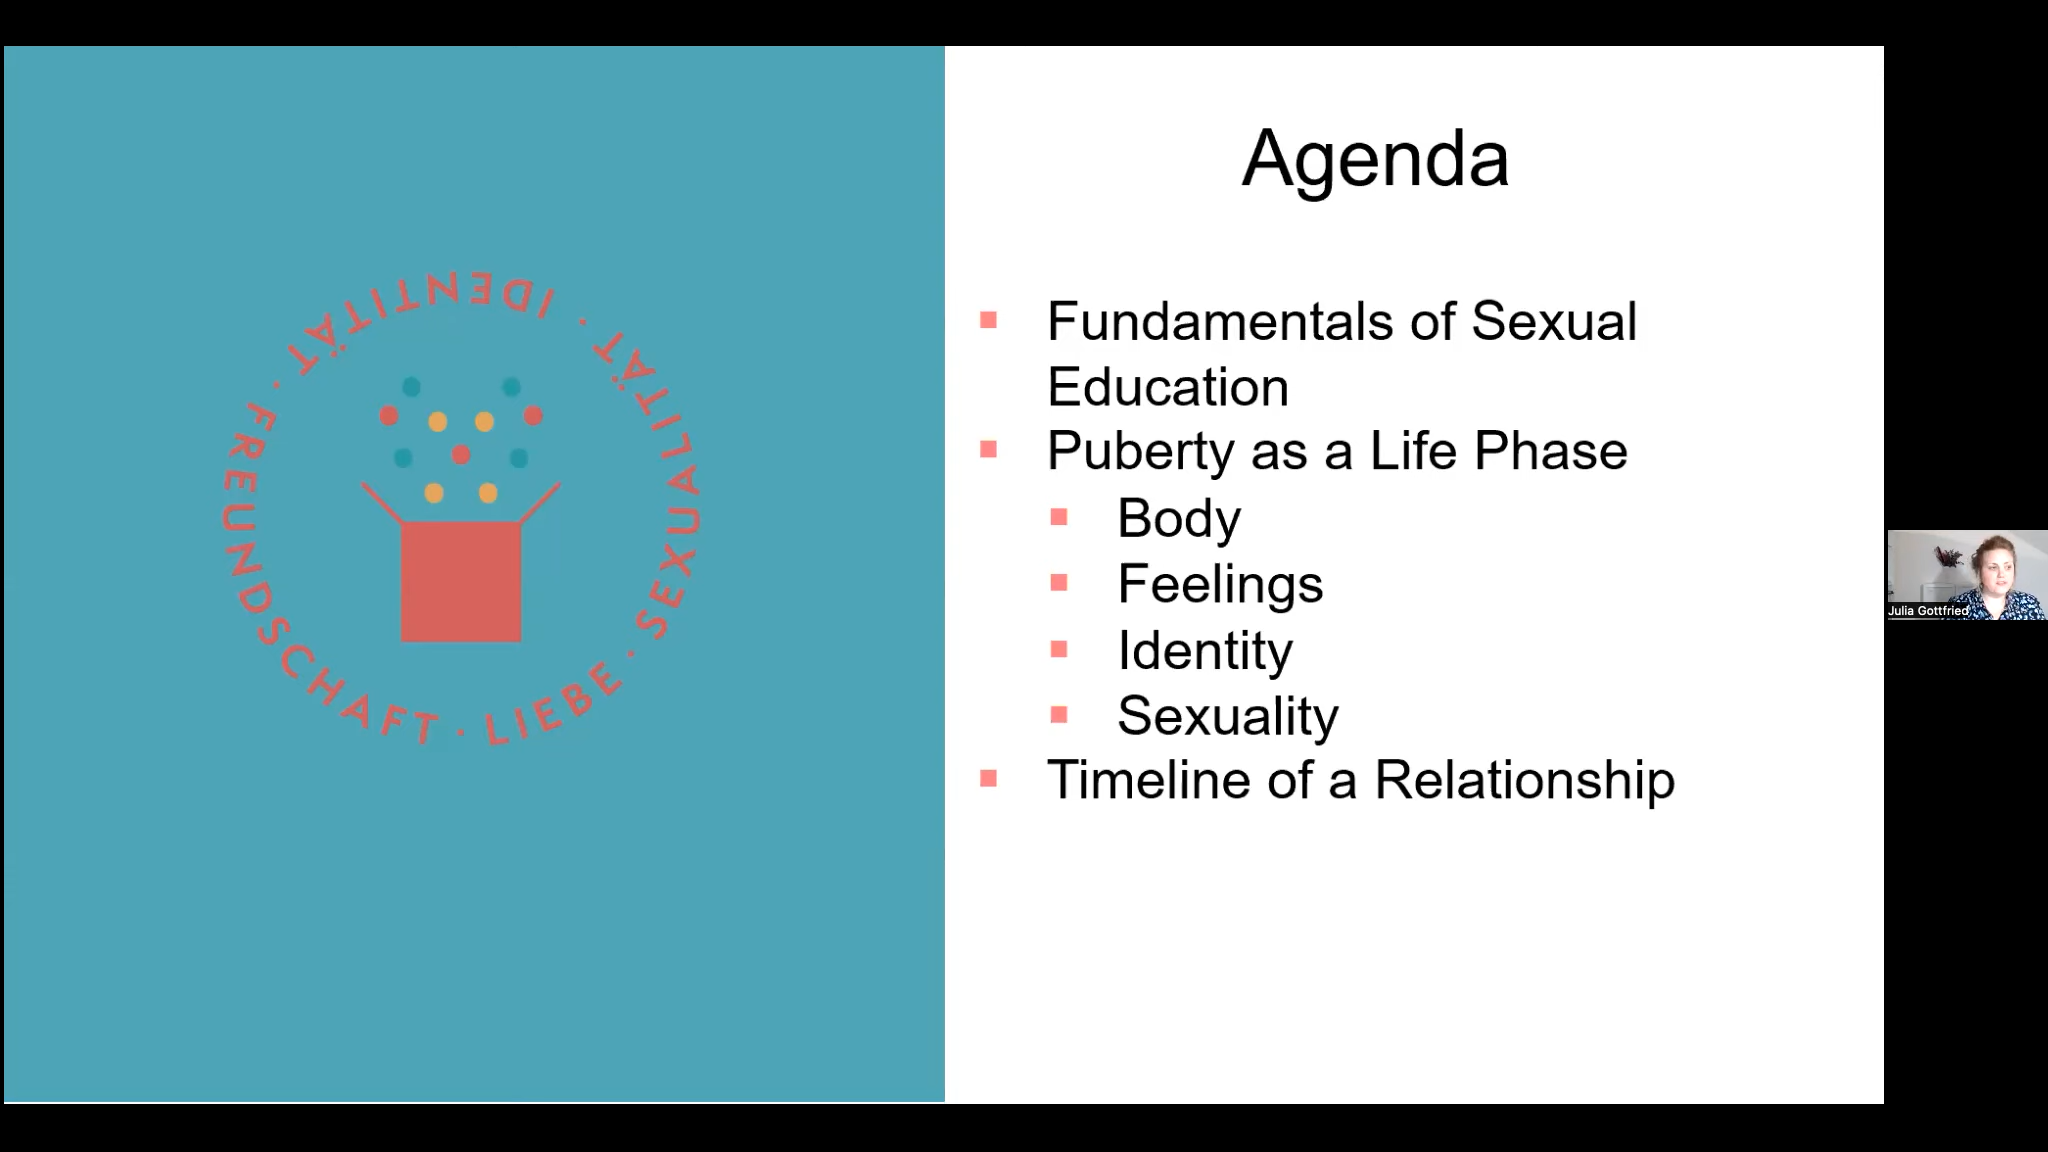 IDENTITÄT · SEXUALITÄT · LIEBE · FREUNDSCHAFT ·
Agenda
Fundamentals of Sexual
Education
Puberty as a Life Phase
Body
Feelings
Identity
Sexuality
Timeline of a Relationship
Julia Gottfried